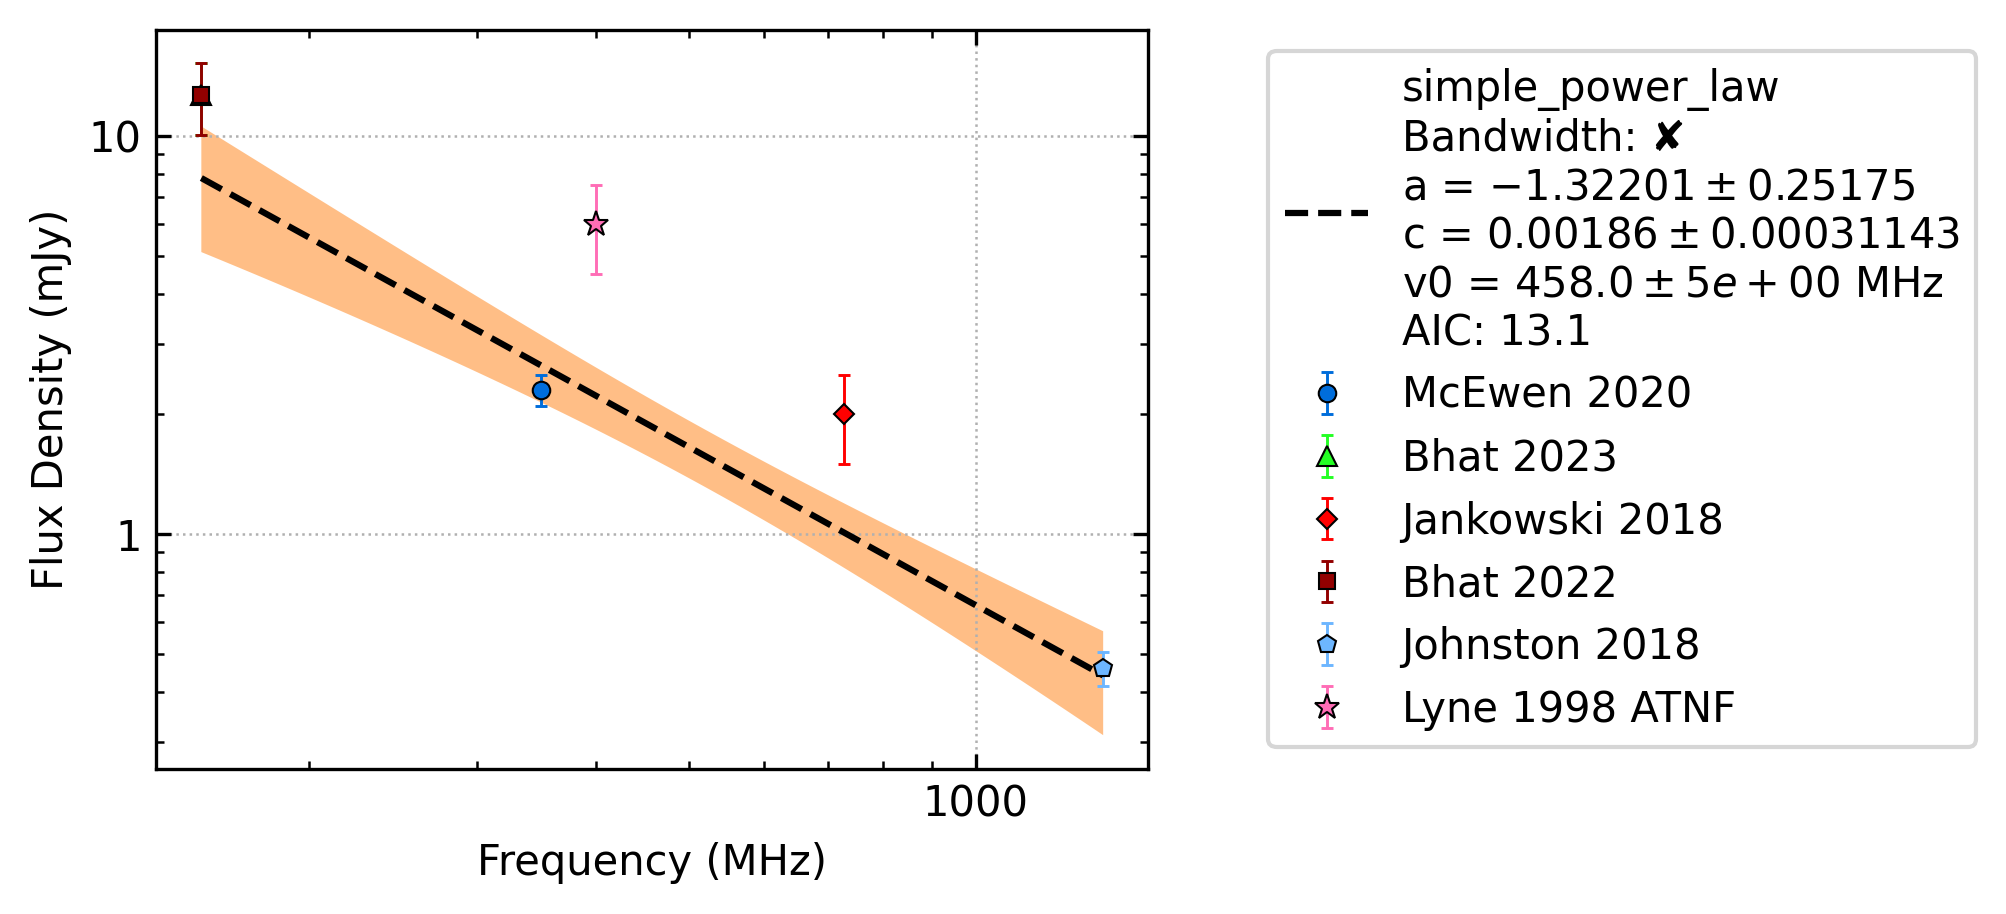 10
1
Flux Density (mJy)
1000
Frequency (MHz)
simple_power_law
Bandwidth: ✘
a = −1.32201 ± 0.25175
c = 0.00186 ± 0.00031143
v0 = 458.0 ± 5e + 00 MHz
AIC: 13.1
McEwen 2020
Bhat 2023
Jankowski 2018
Bhat 2022
Johnston 2018
Lyne 1998 ATNF